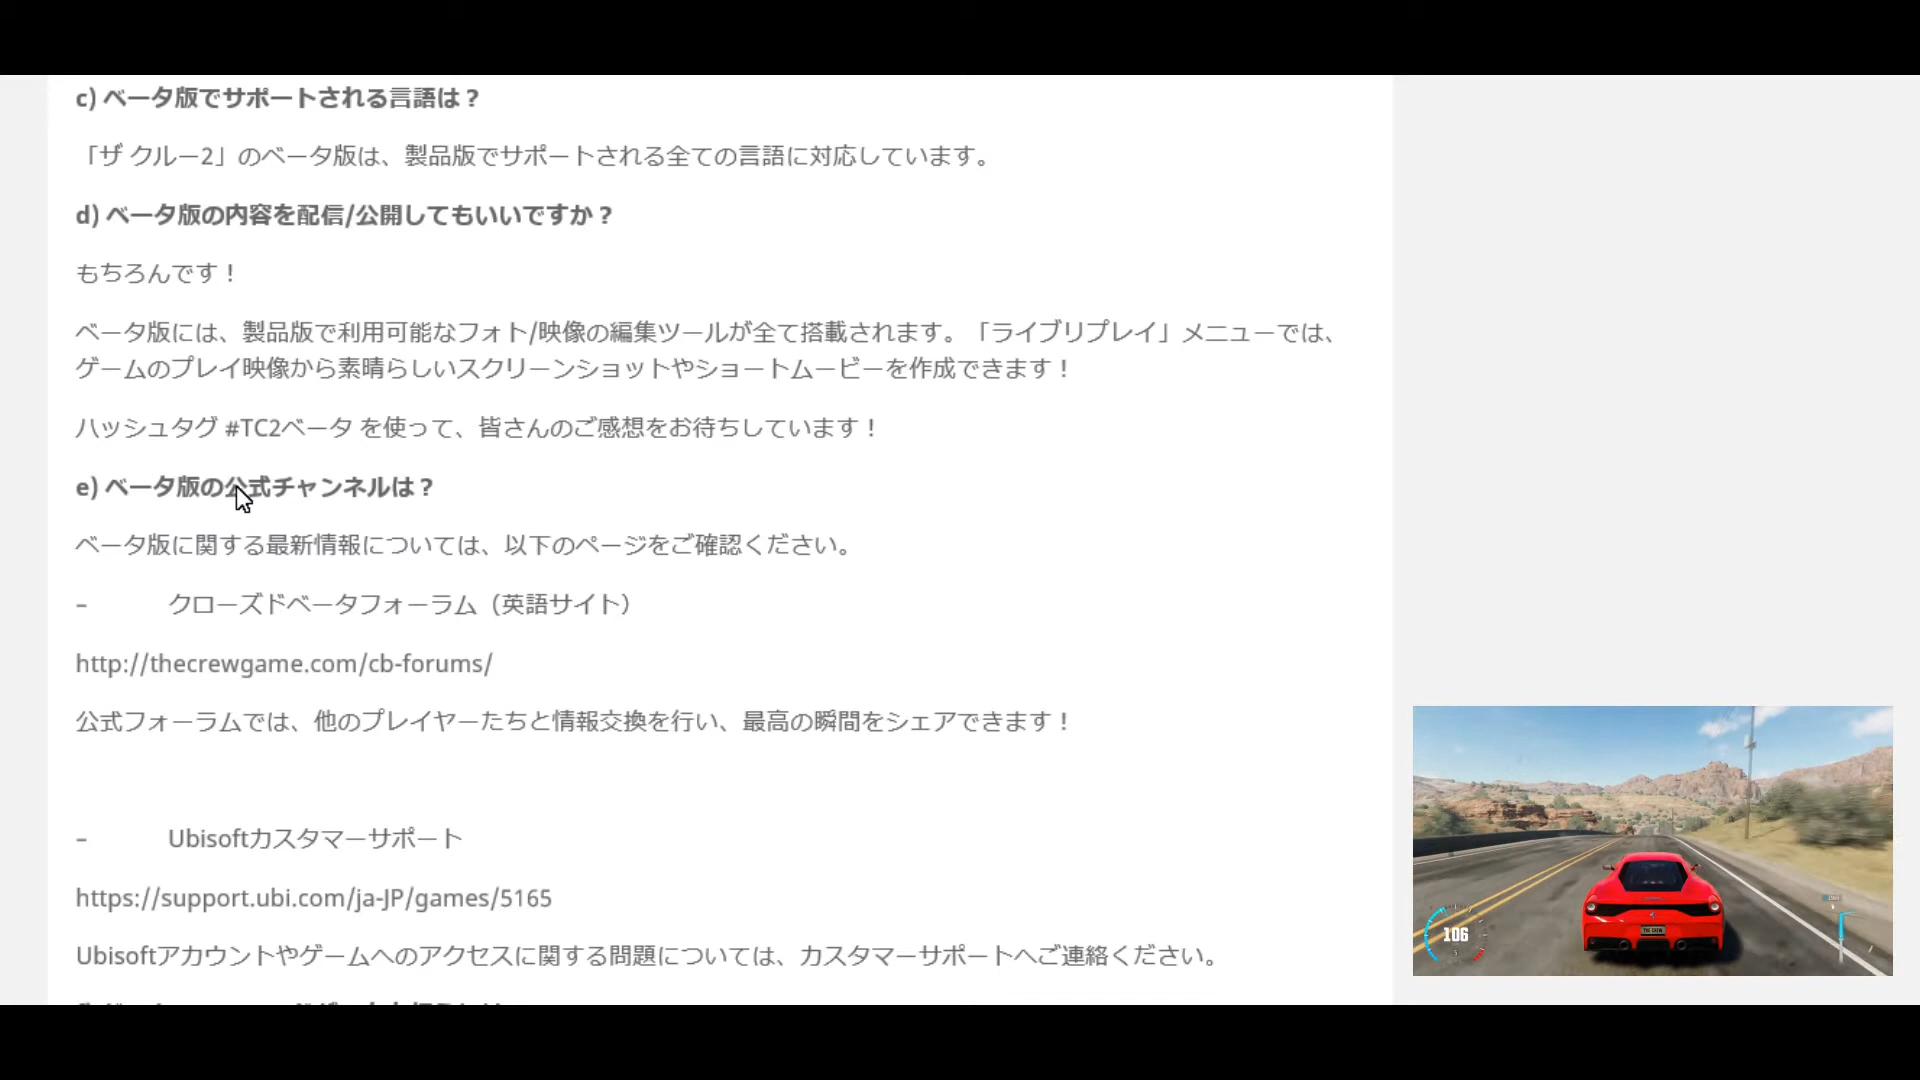 c) ベータ版でサポートされる言語は？
「ザ クルー2」のベータ版は、製品版でサポートされる全ての言語に対応しています。
d) ベータ版の内容を配信/公開してもいいですか？
もちろんです！
ベータ版には、製品版で利用可能なフォト/映像の編集ツールが全て搭載されます。「ライブリプレイ」メニューでは、
ゲームのプレイ映像から素晴らしいスクリーンショットやショートムービーを作成できます！
ハッシュタグ #TC2ベータ を使って、皆さんのご感想をお待ちしています！
e) ベータ版の公式チャンネルは？
ベータ版に関する最新情報については、以下のページをご確認ください。
– クローズドベータフォーラム（英語サイト）
http://thecrewgame.com/cb-forums/
公式フォーラムでは、他のプレイヤーたちと情報交換を行い、最高の瞬間をシェアできます！
– Ubisoftカスタマーサポート
https://support.ubi.com/ja-JP/games/5165
Ubisoftアカウントやゲームへのアクセスに関する問題については、カスタマーサポートへご連絡ください。
106
5
THE CREW